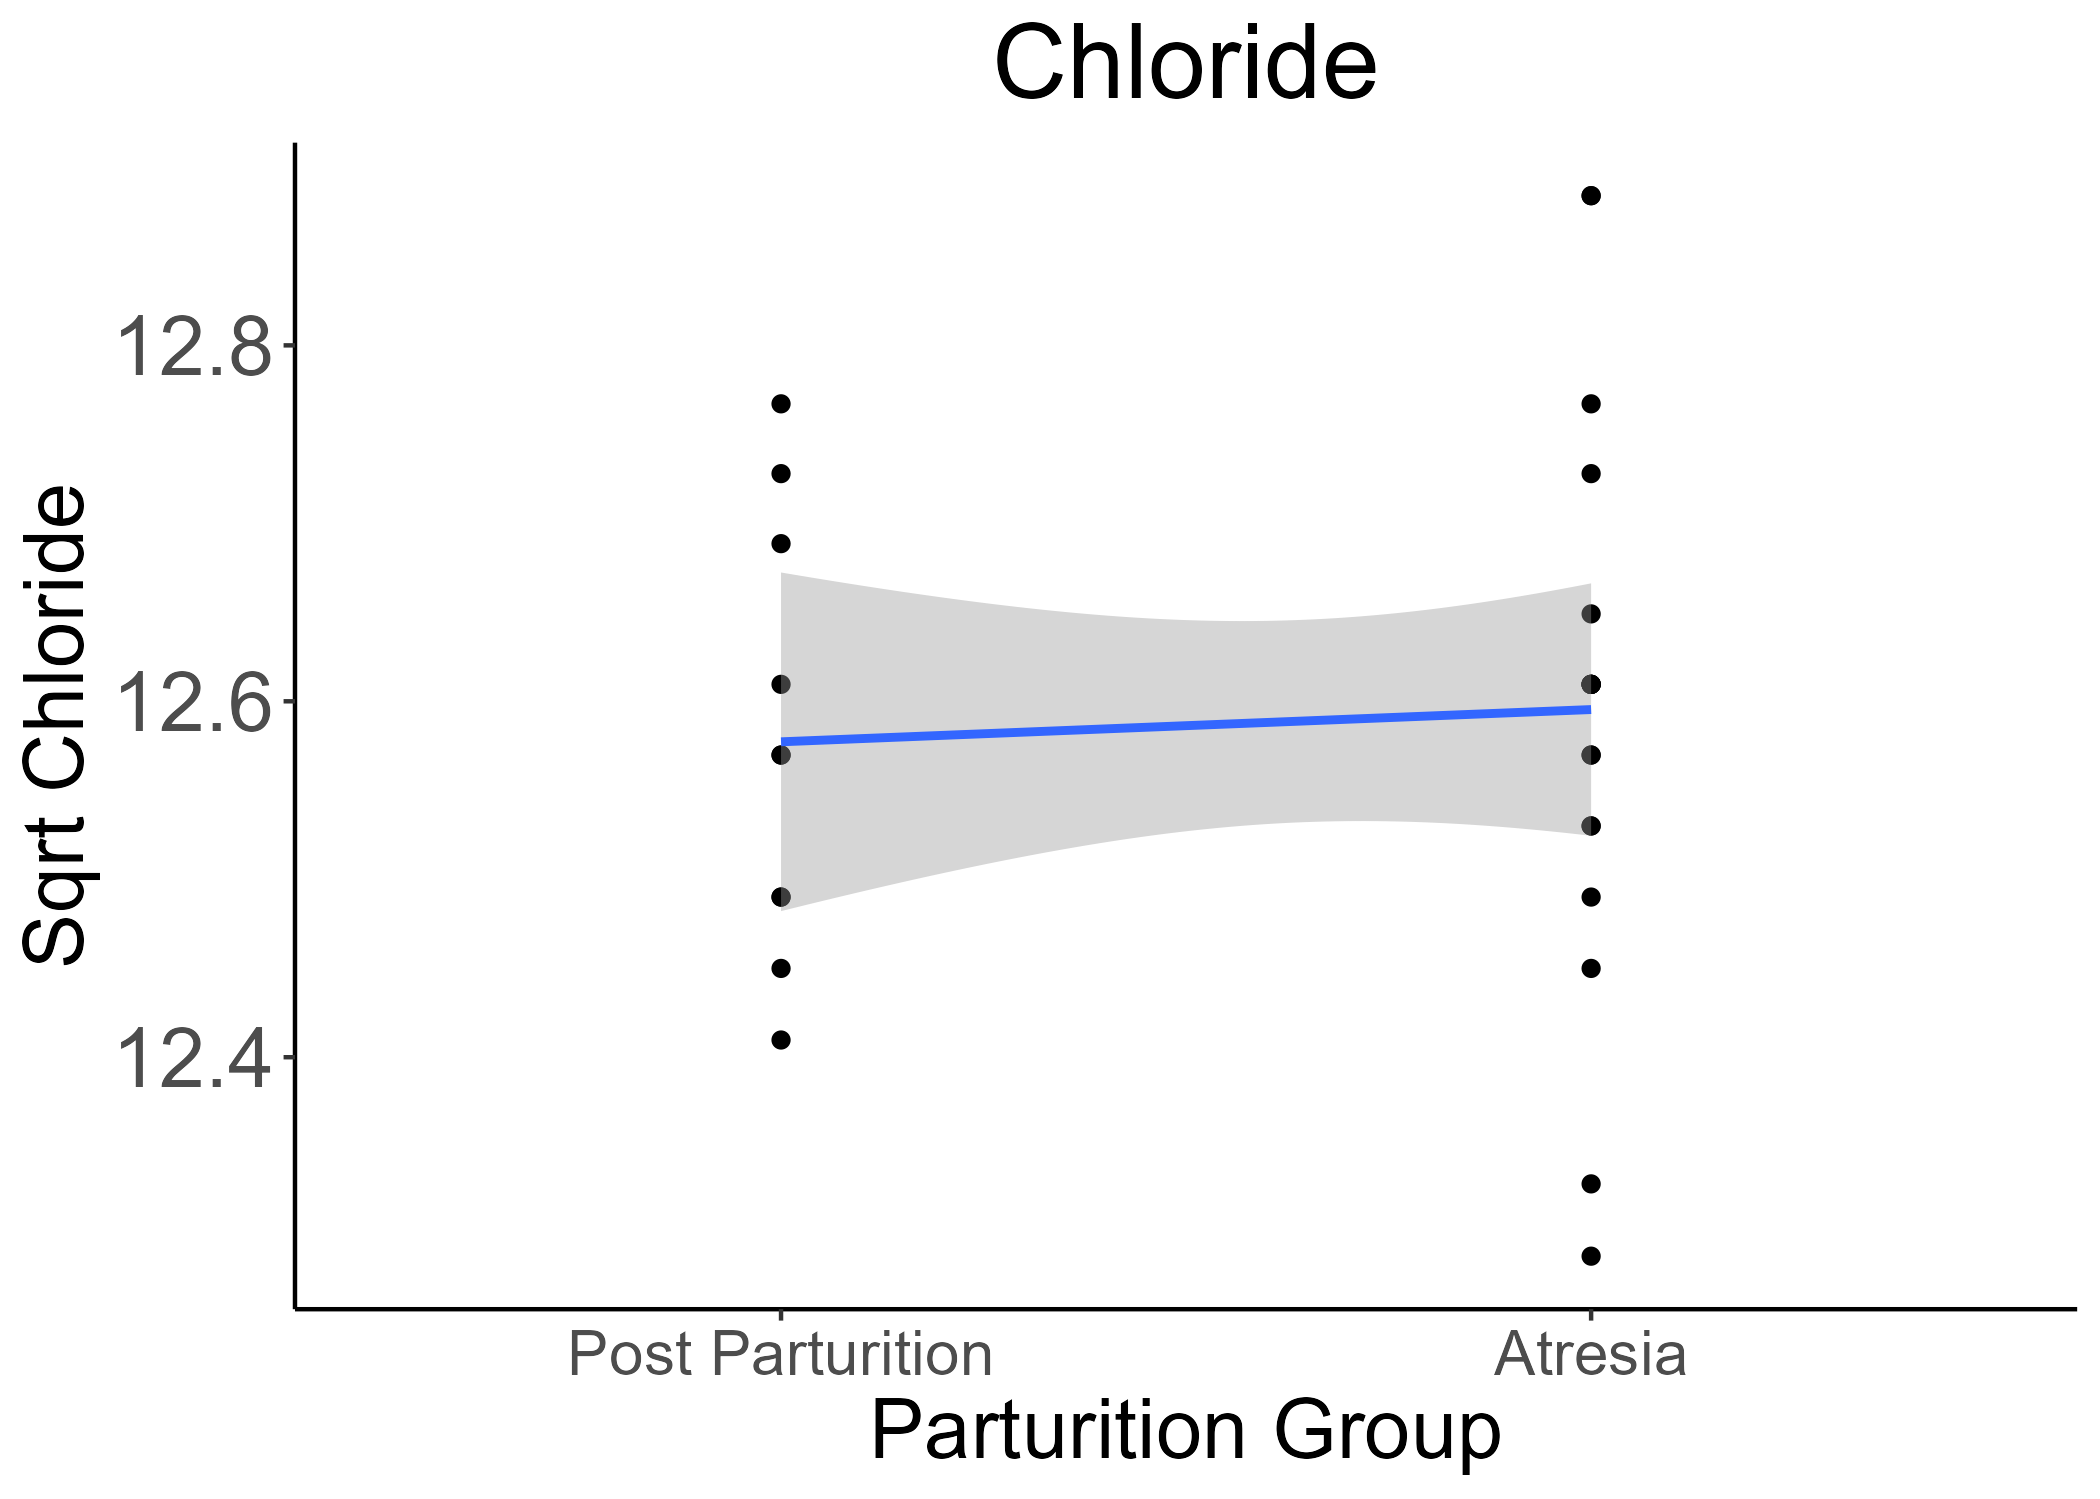 Chloride
Sqrt Chloride
12.8
12.6
12.4
Post Parturition
Atresia
Parturition Group